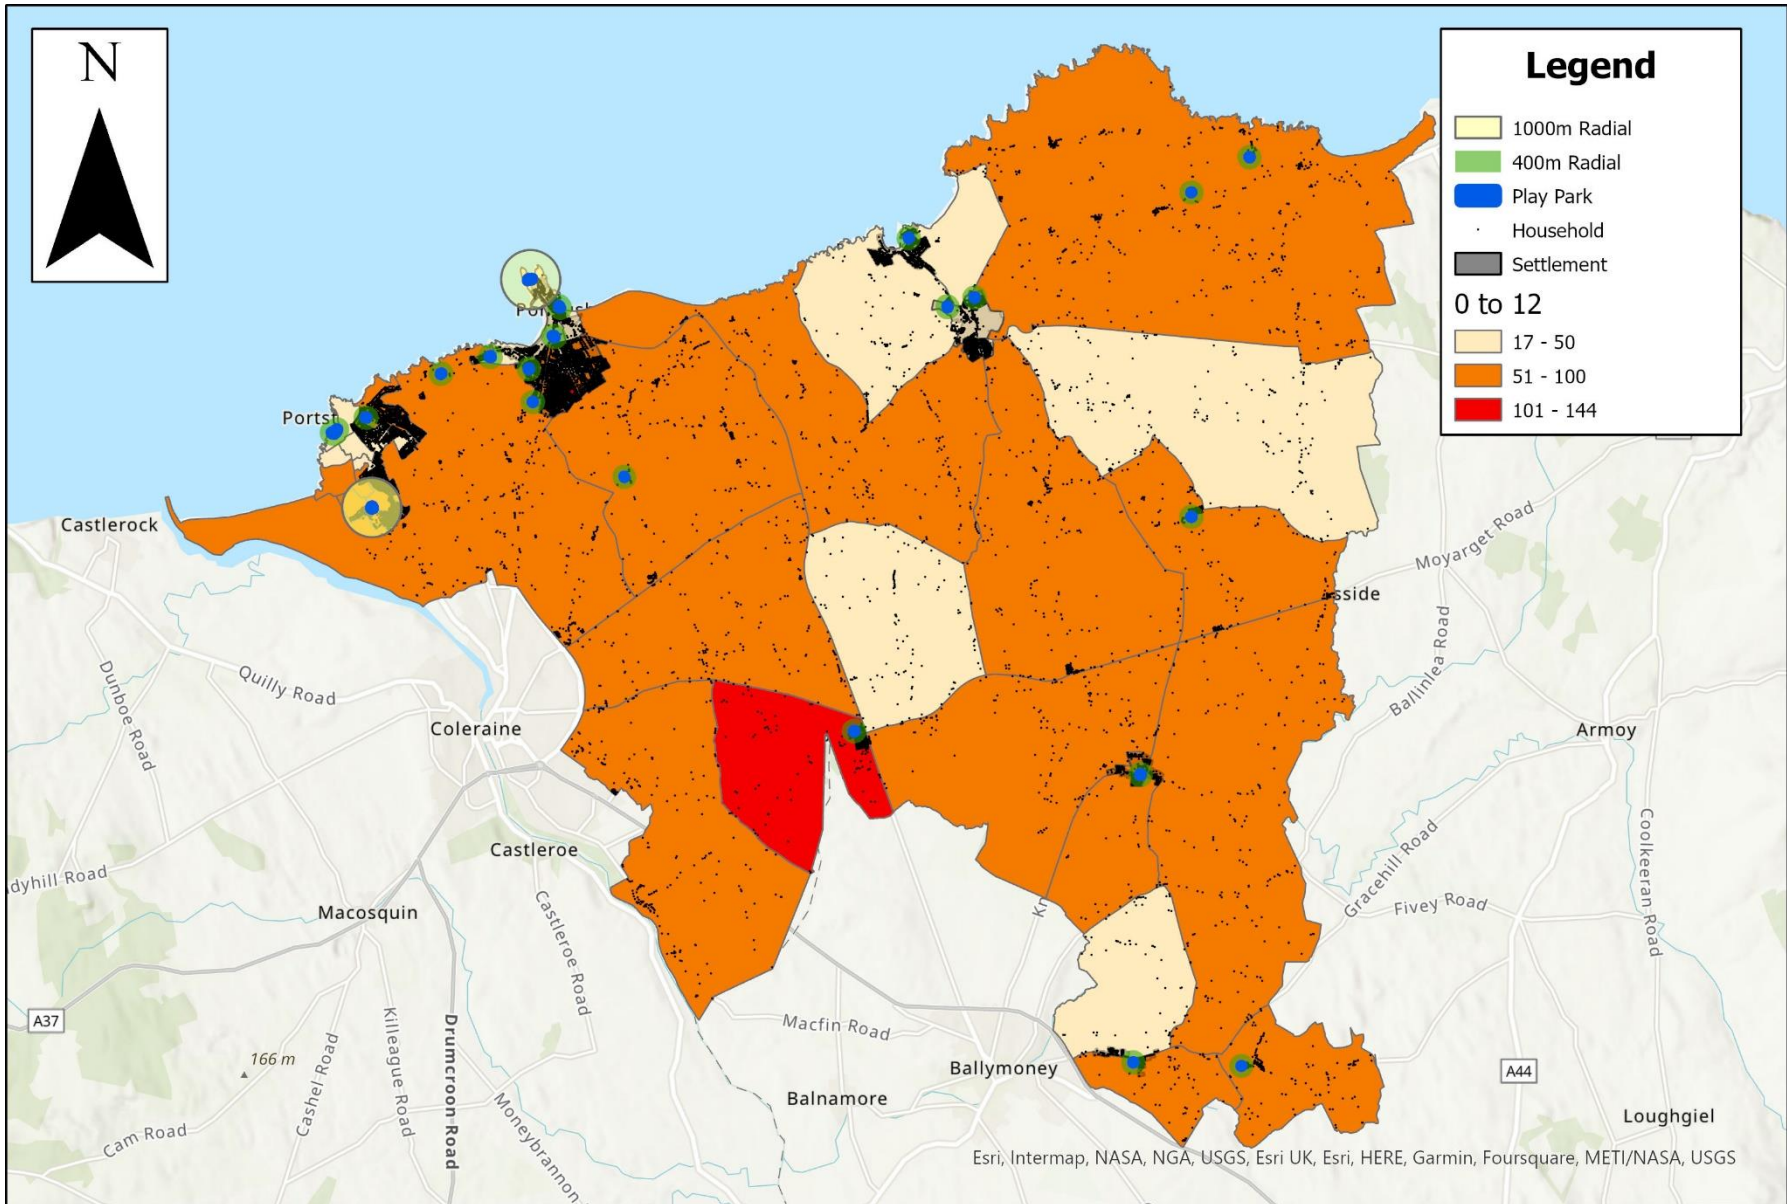 N
Legend
1000m Radial
400m Radial
Play Park
Household
Settlement
0 to 12
17 - 50
51 - 100
101 - 144
Castlerock
sside
Moyarget Road
Ballinlea Road
Dunboe Road
Quilly Road
Coleraine
Armoy
Castleroe
Gracehill Road
Coolkeeran Road
Fivey Road
Macosquin
Castleroe Road
A37
166 m
Cashel Road
Killeague Road
Drumcroon Road
Macfin Road
Ballymoney
A44
Balnamore
Moneybrannon Road
Cam Road
Loughgiel
Esri, Intermap, NASA, NGA, USGS, Esri UK, Esri, HERE, Garmin, Foursquare, METI/NASA, USGS